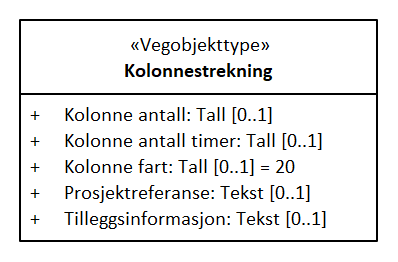 «Vegobjekttype»
Kolonnestrekning
+ Kolonne antall: Tall [0..1]
+ Kolonne antall timer: Tall [0..1]
+ Kolonne fart: Tall [0..1] = 20
+ Prosjektreferanse: Tekst [0..1]
+ Tilleggsinformasjon: Tekst [0..1]